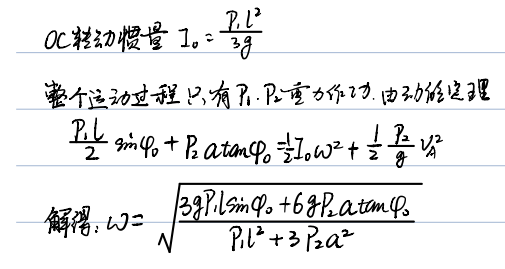 OC转动惯量 I₀ = P₁l²/3g
整个运动过程只有P₁、P₂重力作功.由动能定理
P₁l/2 sinφ₀ + P₂ a tanφ₀ = 1/2 I₀ω² + 1/2 P₂/g v_A²
解得, ω = √((3gP₁l sinφ₀ + 6gP₂ a tanφ₀)/(P₁l² + 3P₂a²))